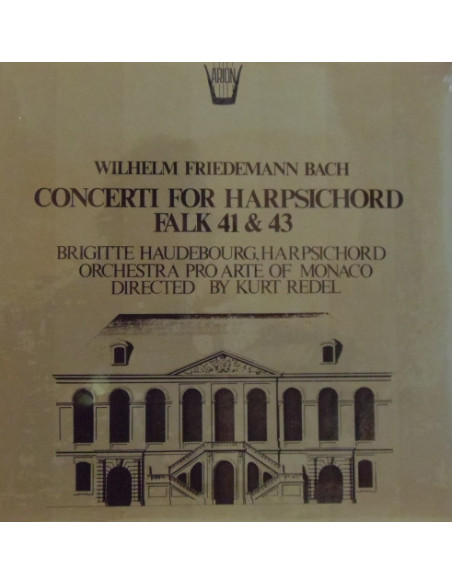 ARION
WILHELM FRIEDEMANN BACH
CONCERTI FOR HARPSICHORD
FALK 41 & 43
BRIGITTE HAUDEBOURG, HARPSICHORD
ORCHESTRA PRO ARTE OF MONACO
DIRECTED BY KURT REDEL